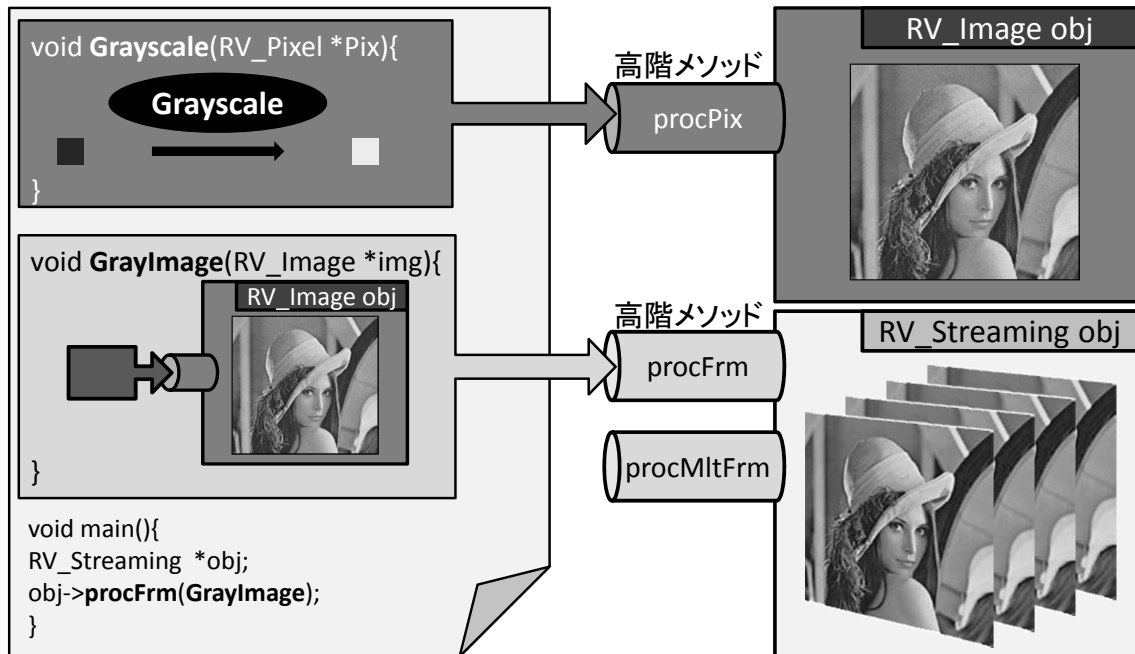 void Grayscale(RV_Pixel *Pix){
Grayscale
}
void GrayImage(RV_Image *img){
RV_Image obj
}
void main(){
RV_Streaming *obj;
obj->procFrm(GrayImage);
}
高階メソッド
procPix
高階メソッド
procFrm
procMltFrm
RV_Image obj
RV_Streaming obj